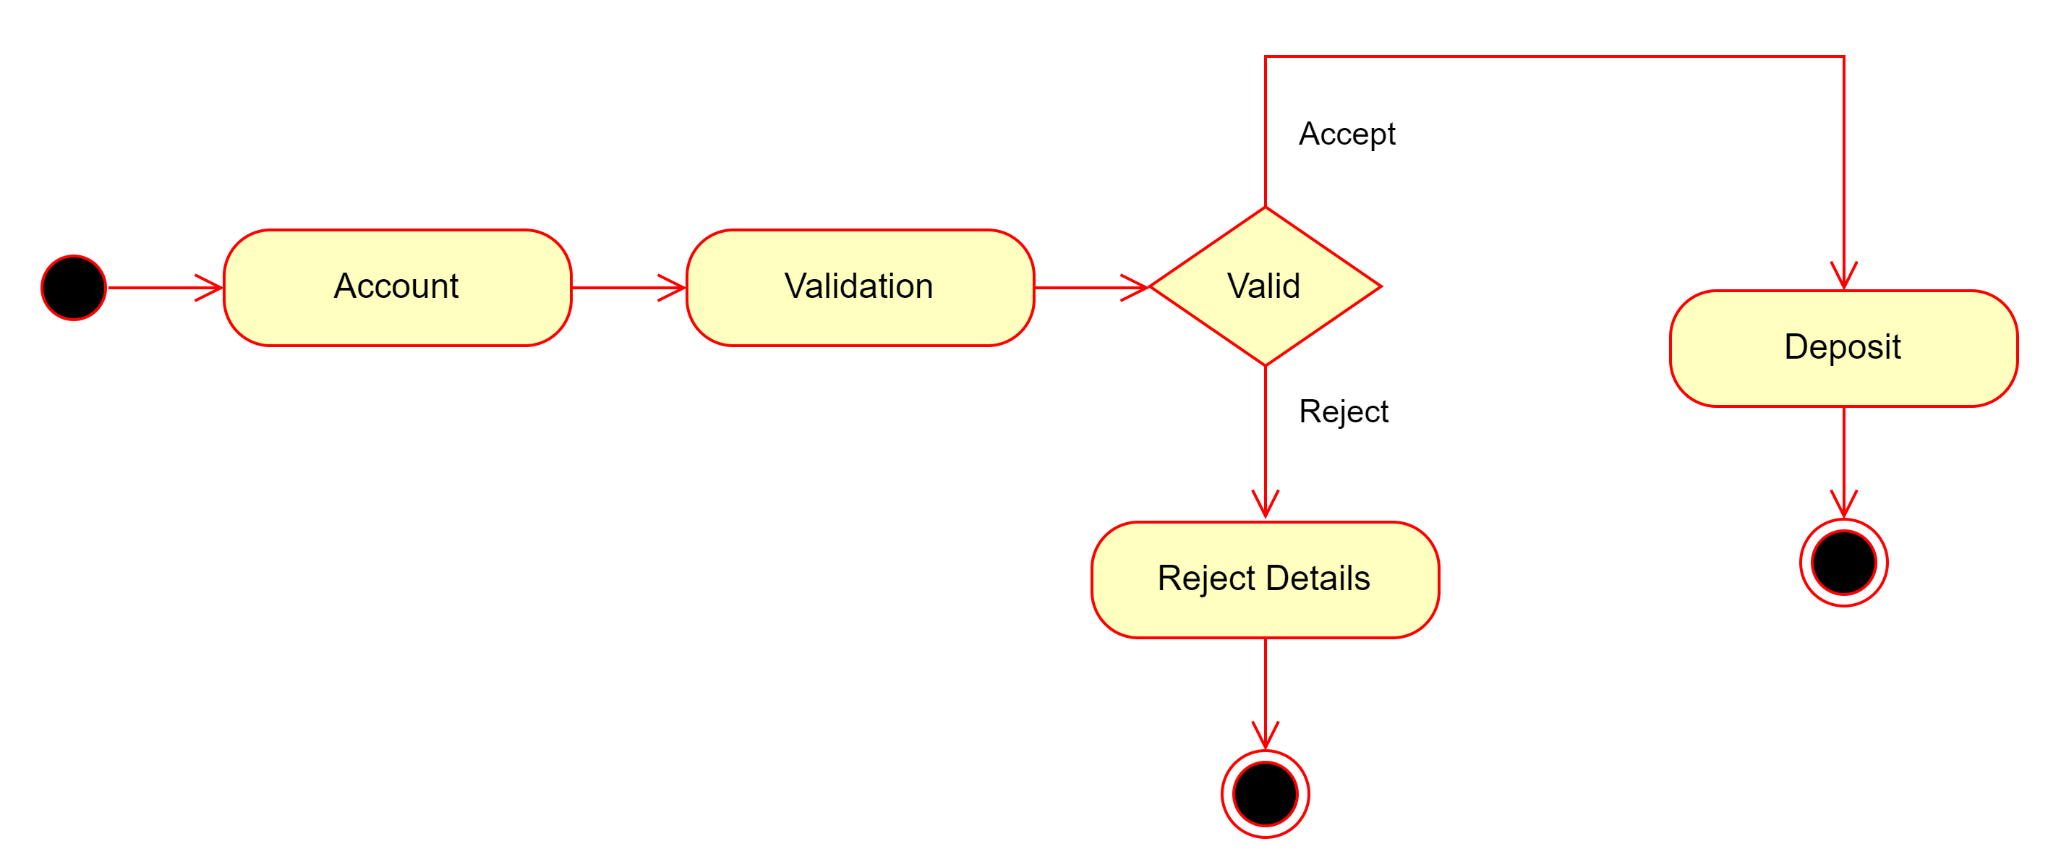 Accept
Account
Validation
Valid
Deposit
Reject
Reject Details